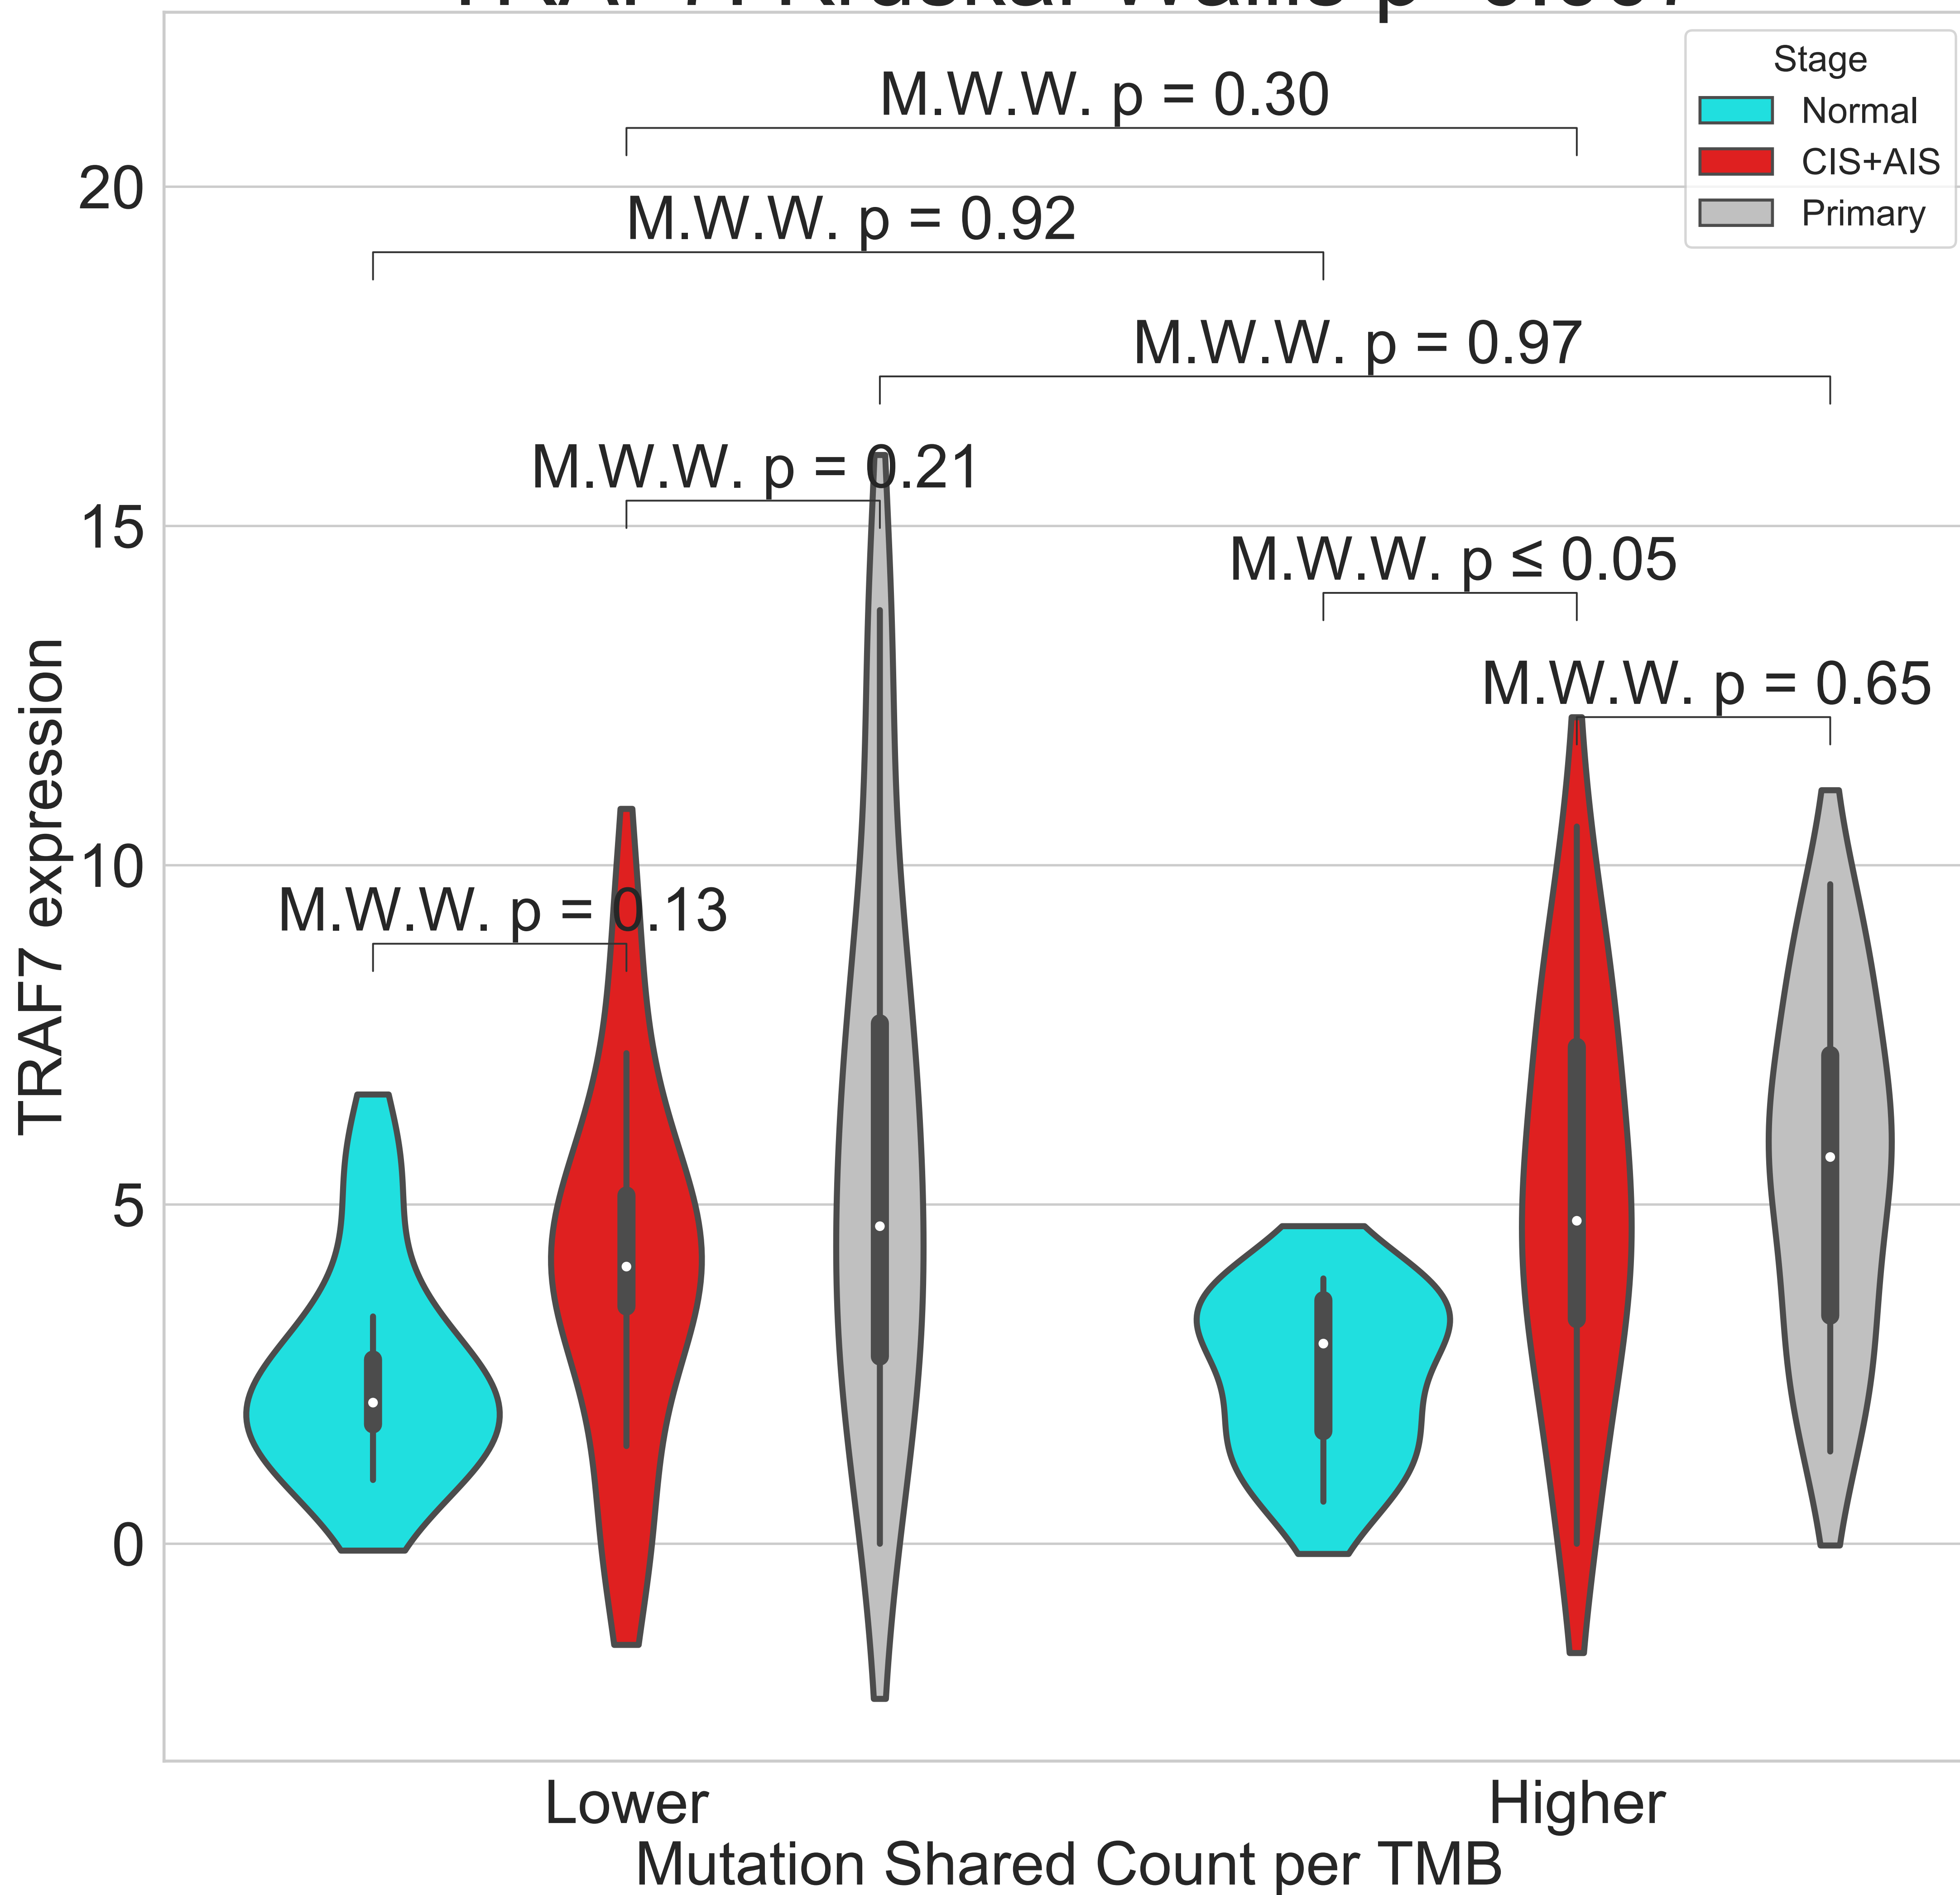 Stage
Normal
CIS+AIS
Primary
M.W.W. p = 0.30
M.W.W. p = 0.92
M.W.W. p = 0.97
M.W.W. p = 0.21
M.W.W. p ≤ 0.05
M.W.W. p = 0.65
M.W.W. p = 0.13
20
15
10
5
0
TRAF7 expression
Lower
Higher
Mutation Shared Count per TMB